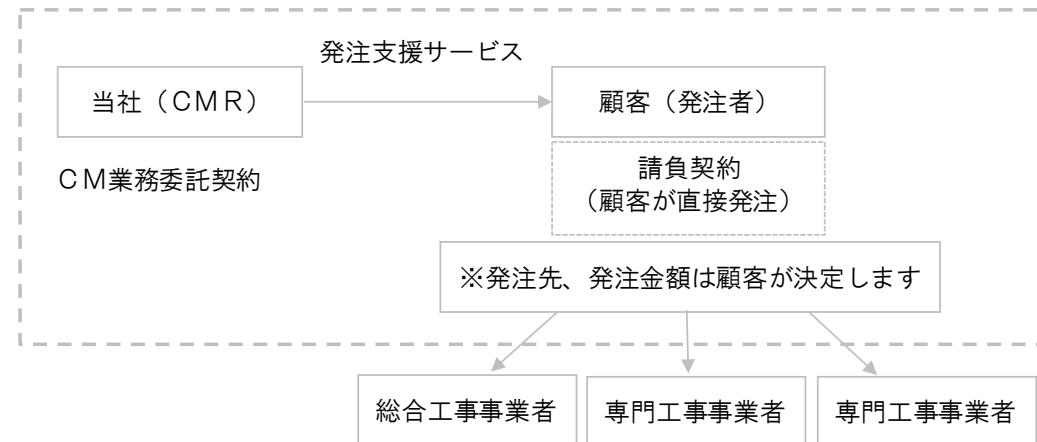 発注支援サービス
当社（ＣＭＲ）
顧客（発注者）
ＣＭ業務委託契約
請負契約
（顧客が直接発注）
※発注先、発注金額は顧客が決定します
総合工事事業者
専門工事事業者
専門工事事業者